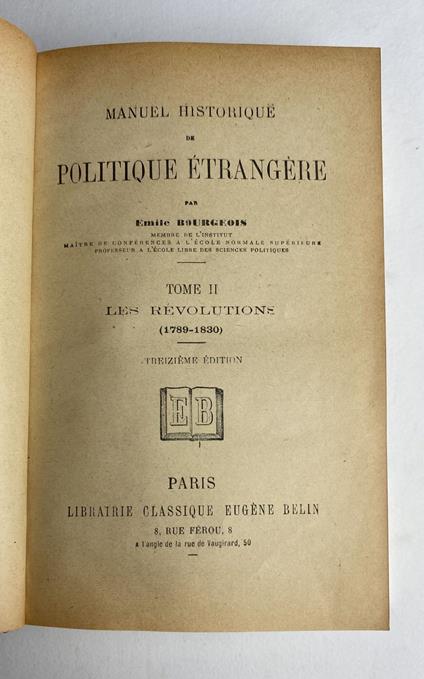 MANUEL HISTORIQUE
DE
POLITIQUE ÉTRANGÈRE
PAR
Emile BOURGEOIS
MEMBRE DE L'INSTITUT
MAÎTRE DE CONFÉRENCES A L'ÉCOLE NORMALE SUPÉRIEURE
PROFESSEUR A L'ÉCOLE LIBRE DES SCIENCES POLITIQUES
TOME II
LES RÉVOLUTIONS
(1789-1830)
TREIZIÈME ÉDITION
EB
PARIS
LIBRAIRIE CLASSIQUE EUGÈNE BELIN
8, RUE FÉROU, 8
A l'angle de la rue de Vaugirard, 50